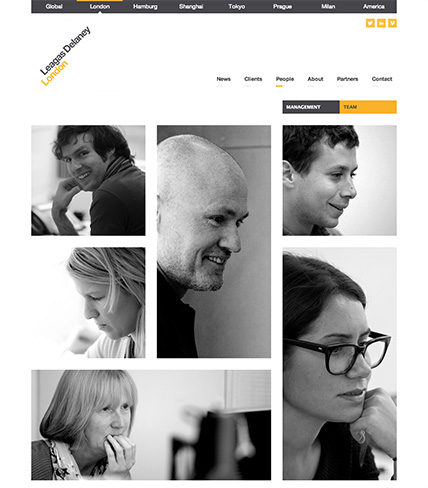 Global London Hamburg Shanghai Tokyo Prague Milan America
Leagas Delaney
London
News Clients People About Partners Contact
MANAGEMENT TEAM